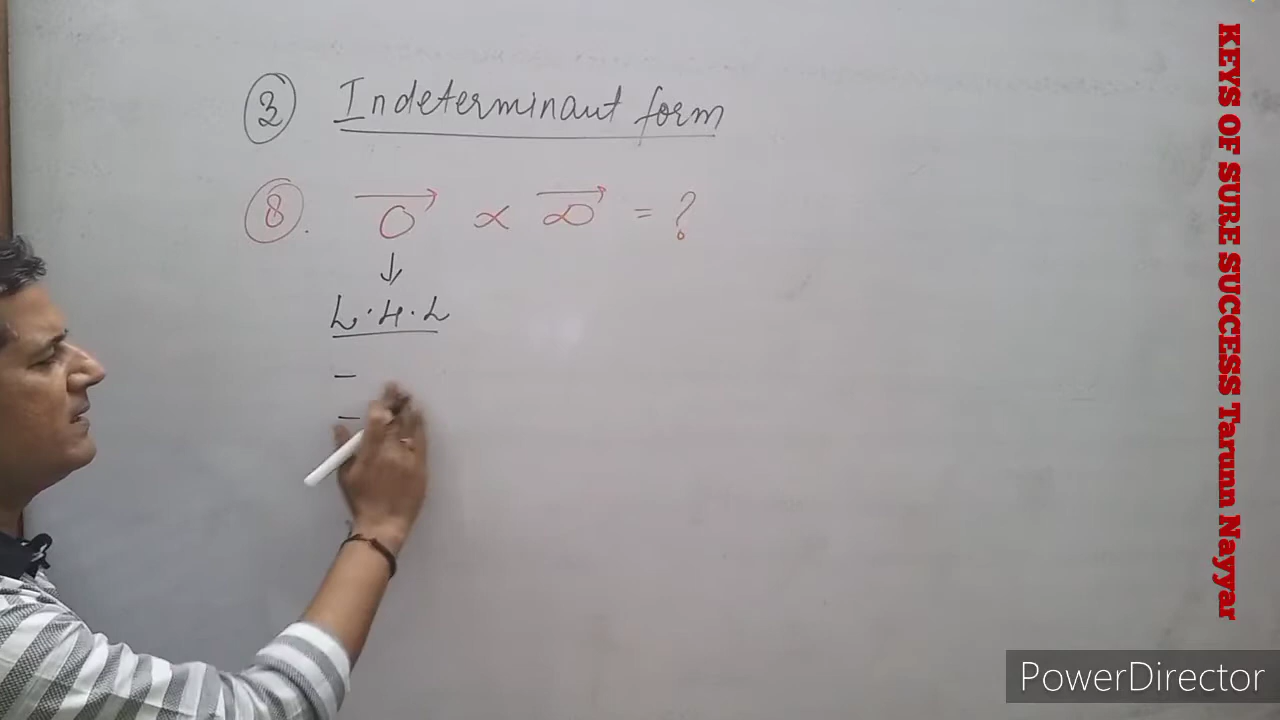 3 Indeterminant form
8. 0 × ∞ = ?
↓
L.H.L
–
–
KEYS OF SURE SUCCESS Tarunn Nayyar
PowerDirector